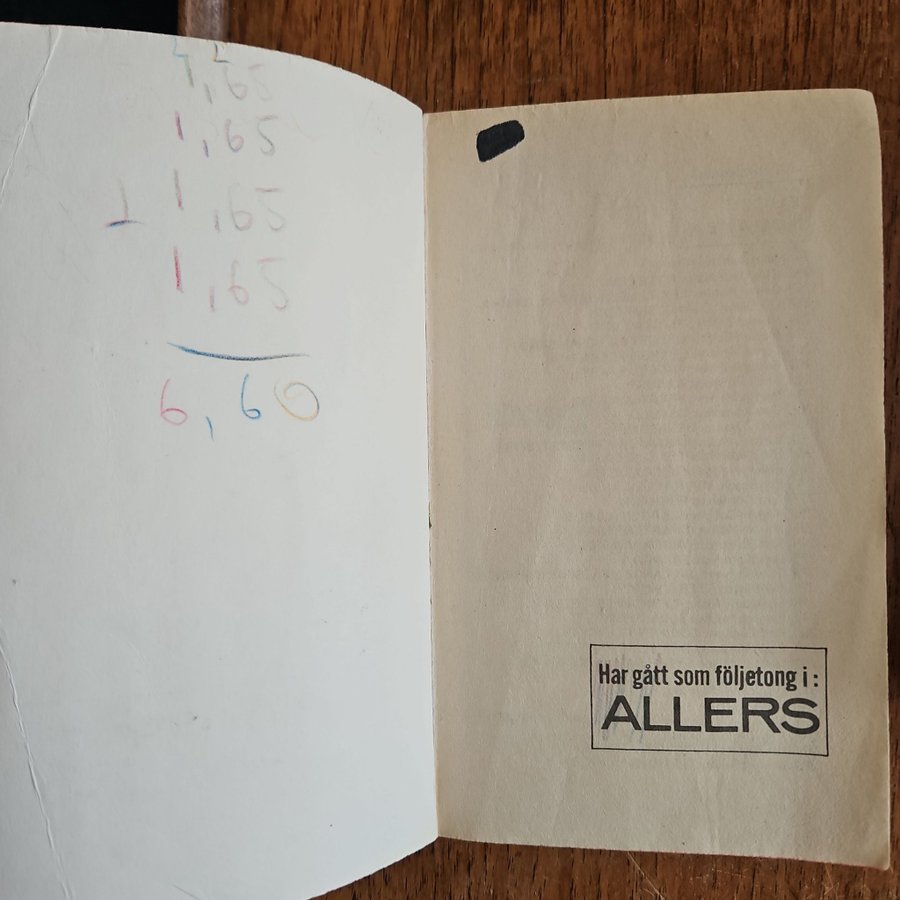 1,65
1,65
+ 1,65
1,65
6,60
Har gått som följetong i :
ALLERS